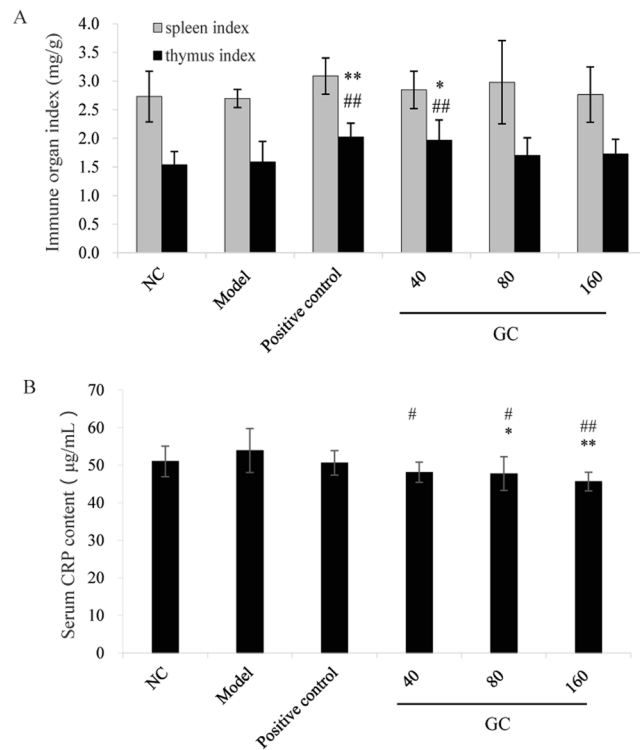 A
spleen index
thymus index
Immune organ index (mg/g)
4.0
3.5
3.0
2.5
2.0
1.5
1.0
0.5
0.0
**
##
*
##
NC
Model
Positive control
40
80
160
GC
B
Serum CRP content ( μg/mL )
70
60
50
40
30
20
10
0
#
#
*
##
**
NC
Model
Positive control
40
80
160
GC